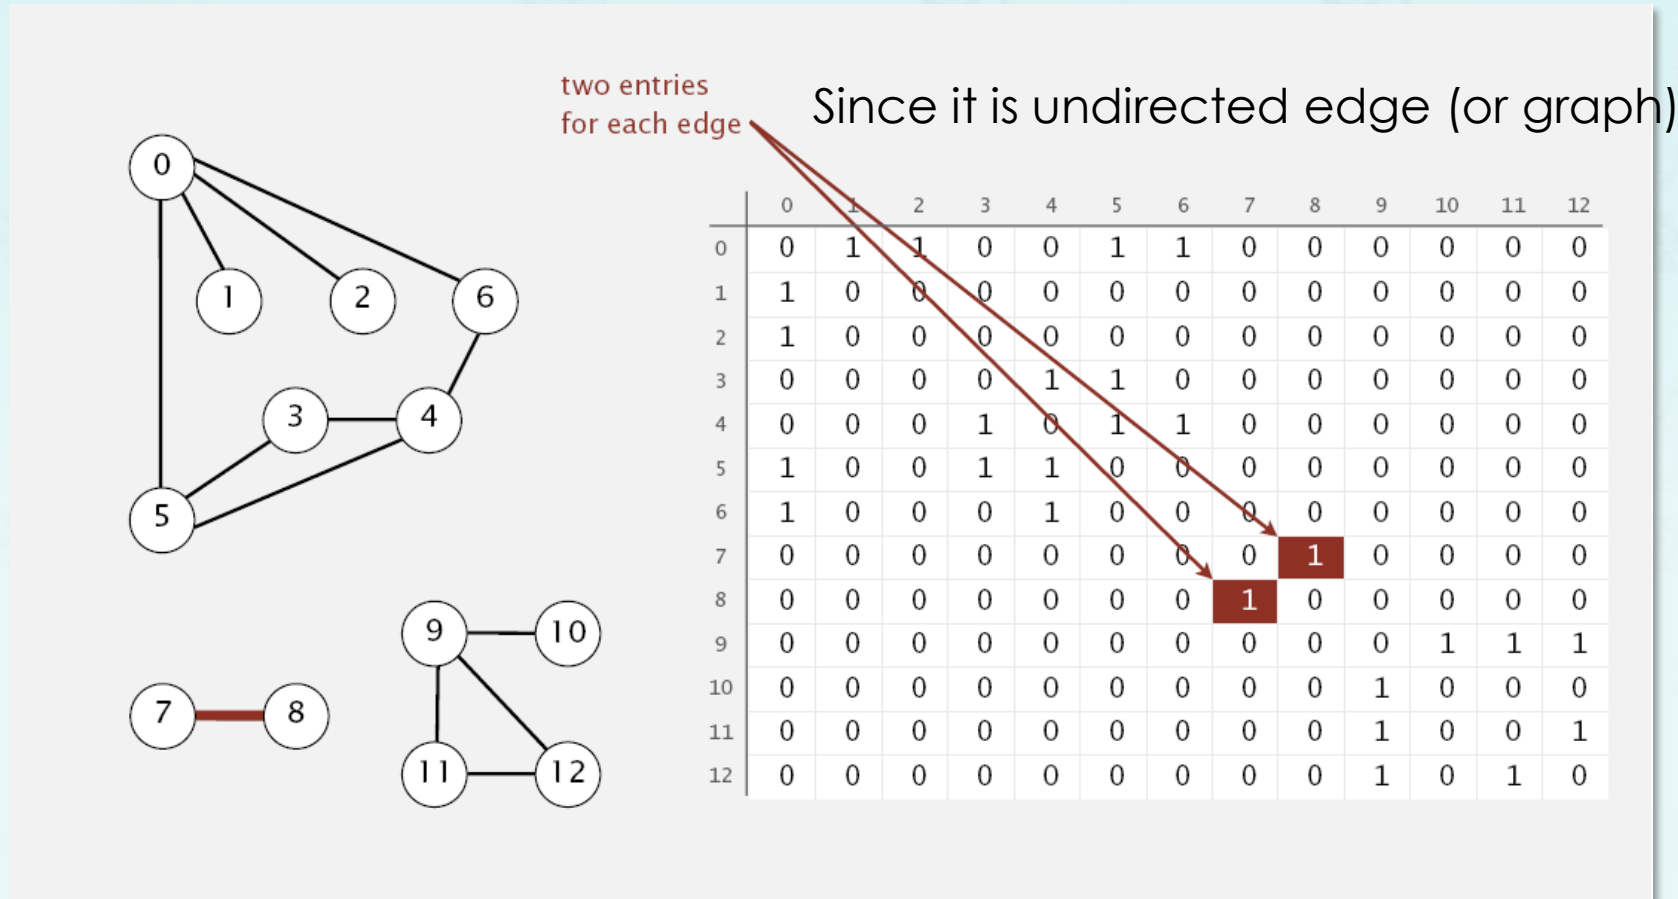 two entries
for each edge
Since it is undirected edge (or graph)
0
1 2 6
3 4
5
9 10
7 8
11 12
0 1 2 3 4 5 6 7 8 9 10 11 12
0 0 1 1 0 0 1 1 0 0 0 0 0 0
1 1 0 0 0 0 0 0 0 0 0 0 0 0
2 1 0 0 0 0 0 0 0 0 0 0 0 0
3 0 0 0 0 1 1 0 0 0 0 0 0 0
4 0 0 0 1 0 1 1 0 0 0 0 0 0
5 1 0 0 1 1 0 0 0 0 0 0 0 0
6 1 0 0 0 1 0 0 0 0 0 0 0 0
7 0 0 0 0 0 0 0 0 1 0 0 0 0
8 0 0 0 0 0 0 0 1 0 0 0 0 0
9 0 0 0 0 0 0 0 0 0 0 1 1 1
10 0 0 0 0 0 0 0 0 0 1 0 0 0
11 0 0 0 0 0 0 0 0 0 1 0 0 1
12 0 0 0 0 0 0 0 0 0 1 0 1 0